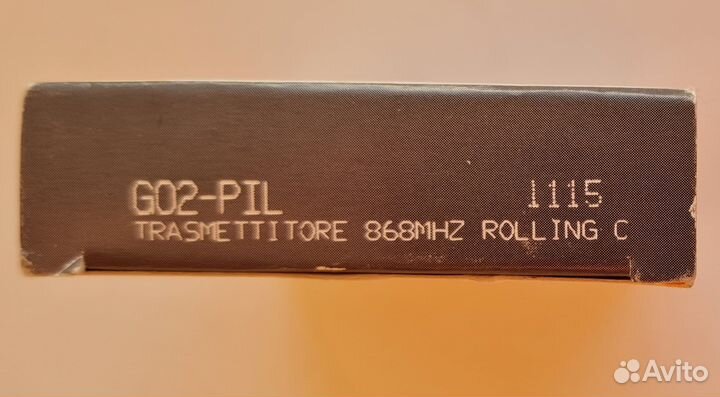 GO2-PIL 1115
TRASMETTITORE 868MHZ ROLLING C
Avito